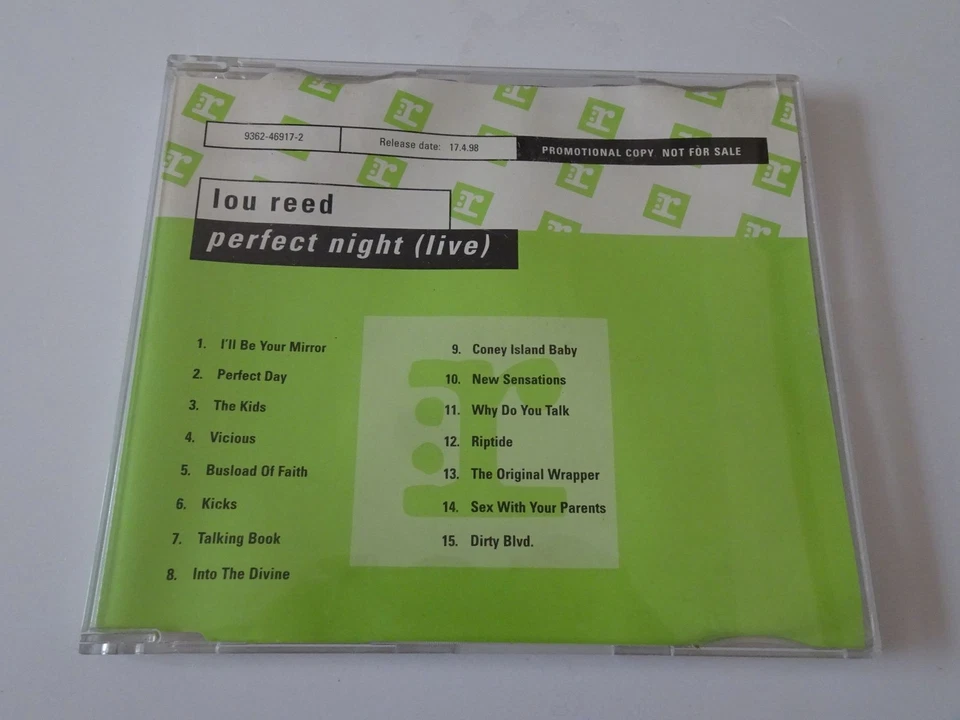 9362-46917-2
Release date: 17.4.98
PROMOTIONAL COPY NOT FOR SALE
lou reed
perfect night (live)
1. I'll Be Your Mirror
2. Perfect Day
3. The Kids
4. Vicious
5. Busload Of Faith
6. Kicks
7. Talking Book
8. Into The Divine
9. Coney Island Baby
10. New Sensations
11. Why Do You Talk
12. Riptide
13. The Original Wrapper
14. Sex With Your Parents
15. Dirty Blvd.